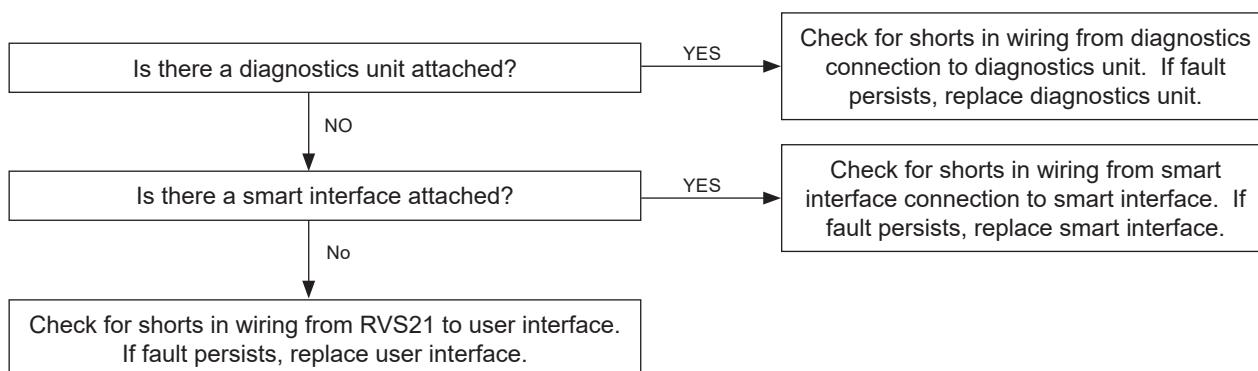 Is there a diagnostics unit attached?
YES
Check for shorts in wiring from diagnostics
connection to diagnostics unit.  If fault
persists, replace diagnostics unit.
NO
Is there a smart interface attached?
YES
Check for shorts in wiring from smart
interface connection to smart interface.  If
fault persists, replace smart interface.
No
Check for shorts in wiring from RVS21 to user interface.
If fault persists, replace user interface.